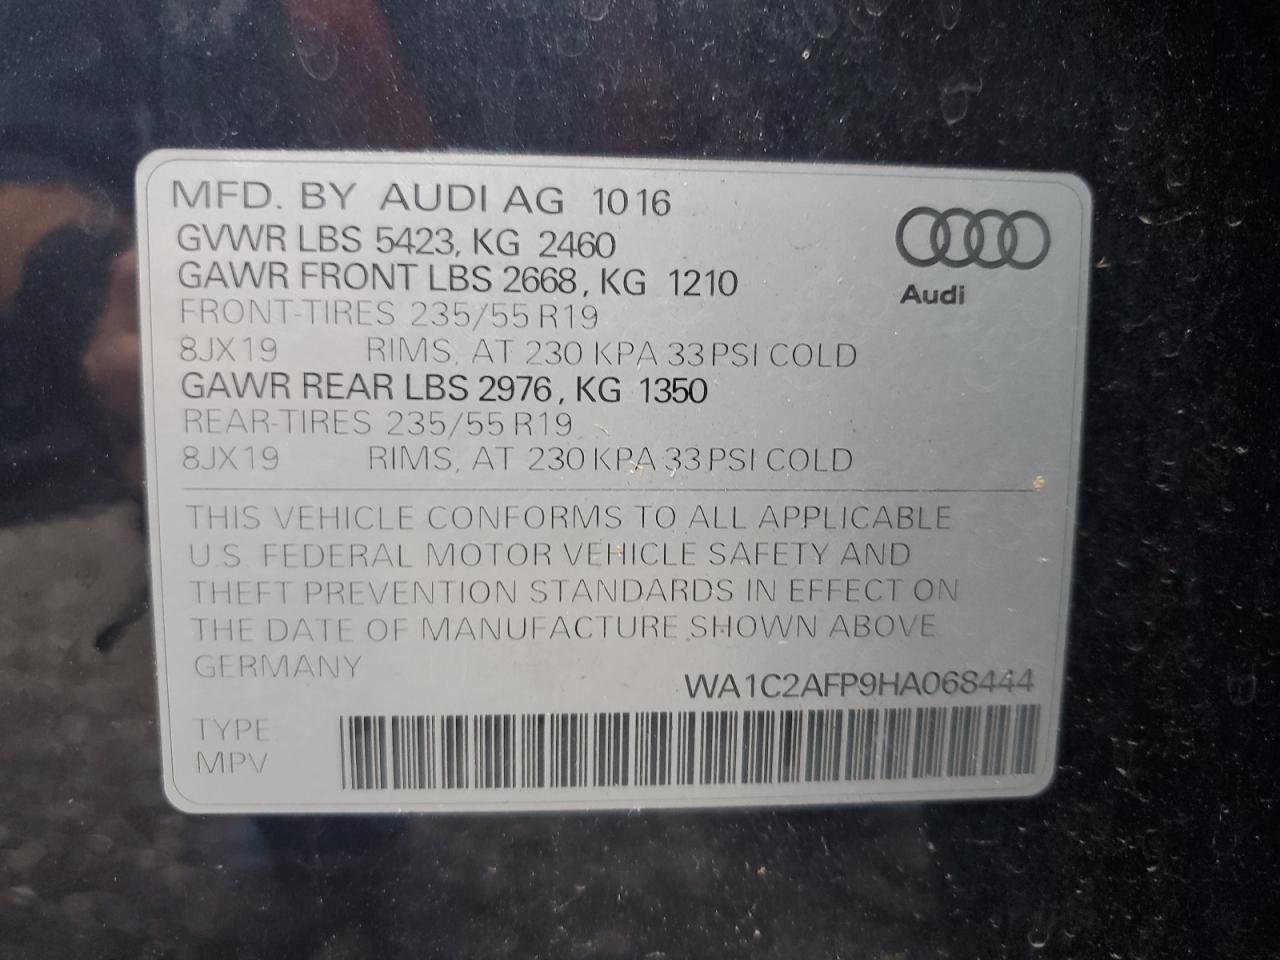 MFD. BY AUDI AG 10 16
GVWR LBS 5423, KG 2460
GAWR FRONT LBS 2668, KG 1210
FRONT-TIRES 235/55 R19
8JX19 RIMS, AT 230 KPA 33 PSI COLD
GAWR REAR LBS 2976, KG 1350
REAR-TIRES 235/55 R19
8JX19 RIMS, AT 230 KPA 33 PSI COLD
Audi
THIS VEHICLE CONFORMS TO ALL APPLICABLE
U.S. FEDERAL MOTOR VEHICLE SAFETY AND
THEFT PREVENTION STANDARDS IN EFFECT ON
THE DATE OF MANUFACTURE SHOWN ABOVE
GERMANY
WA1C2AFP9HA068444
TYPE
MPV